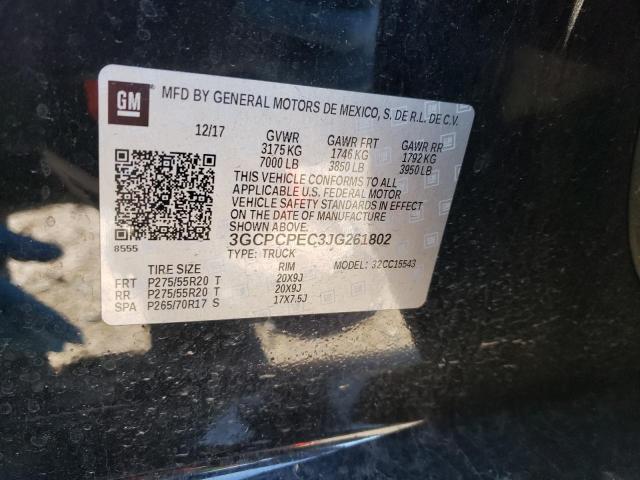 GM
MFD BY GENERAL MOTORS DE MEXICO, S. DE R.L. DE C.V.
12/17 GVWR GAWR FRT GAWR RR
3175 KG 1746 KG 1792 KG
7000 LB 3850 LB 3950 LB
THIS VEHICLE CONFORMS TO ALL
APPLICABLE U.S. FEDERAL MOTOR
VEHICLE SAFETY STANDARDS IN EFFECT
ON THE DATE OF MANUFACTURE
SHOWN ABOVE.
8555 3GCPCPEC3JG261802
TYPE: TRUCK MODEL: 32CC15543
TIRE SIZE RIM
FRT P275/55R20 T 20X9J
RR P275/55R20 T 20X9J
SPA P265/70R17 S 17X7.5J